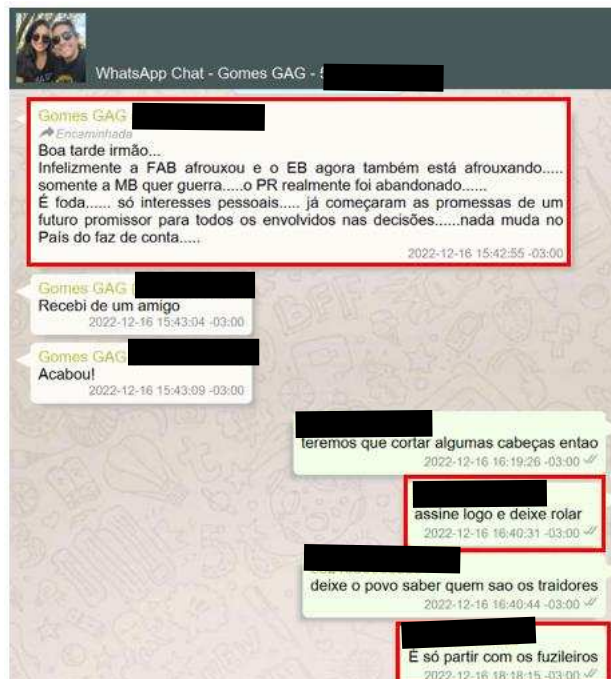 WhatsApp Chat - Gomes GAG - 5
Gomes GAG
Encaminhada
Boa tarde irmão...
Infelizmente a FAB afrouxou e o EB agora também está afrouxando.....
somente a MB quer guerra.....o PR realmente foi abandonado......
É foda...... só interesses pessoais..... já começaram as promessas de um
futuro promissor para todos os envolvidos nas decisões......nada muda no
País do faz de conta.....
2022-12-16 15:42:55 -03:00
Gomes GAG
Recebi de um amigo
2022-12-16 15:43:04 -03:00
Gomes GAG
Acabou!
2022-12-16 15:43:09 -03:00
teremos que cortar algumas cabeças entao
2022-12-16 16:19:26 -03:00
assine logo e deixe rolar
2022-12-16 16:40:31 -03:00
deixe o povo saber quem sao os traidores
2022-12-16 16:40:44 -03:00
É só partir com os fuzileiros
2022-12-16 18:18:15 -03:00